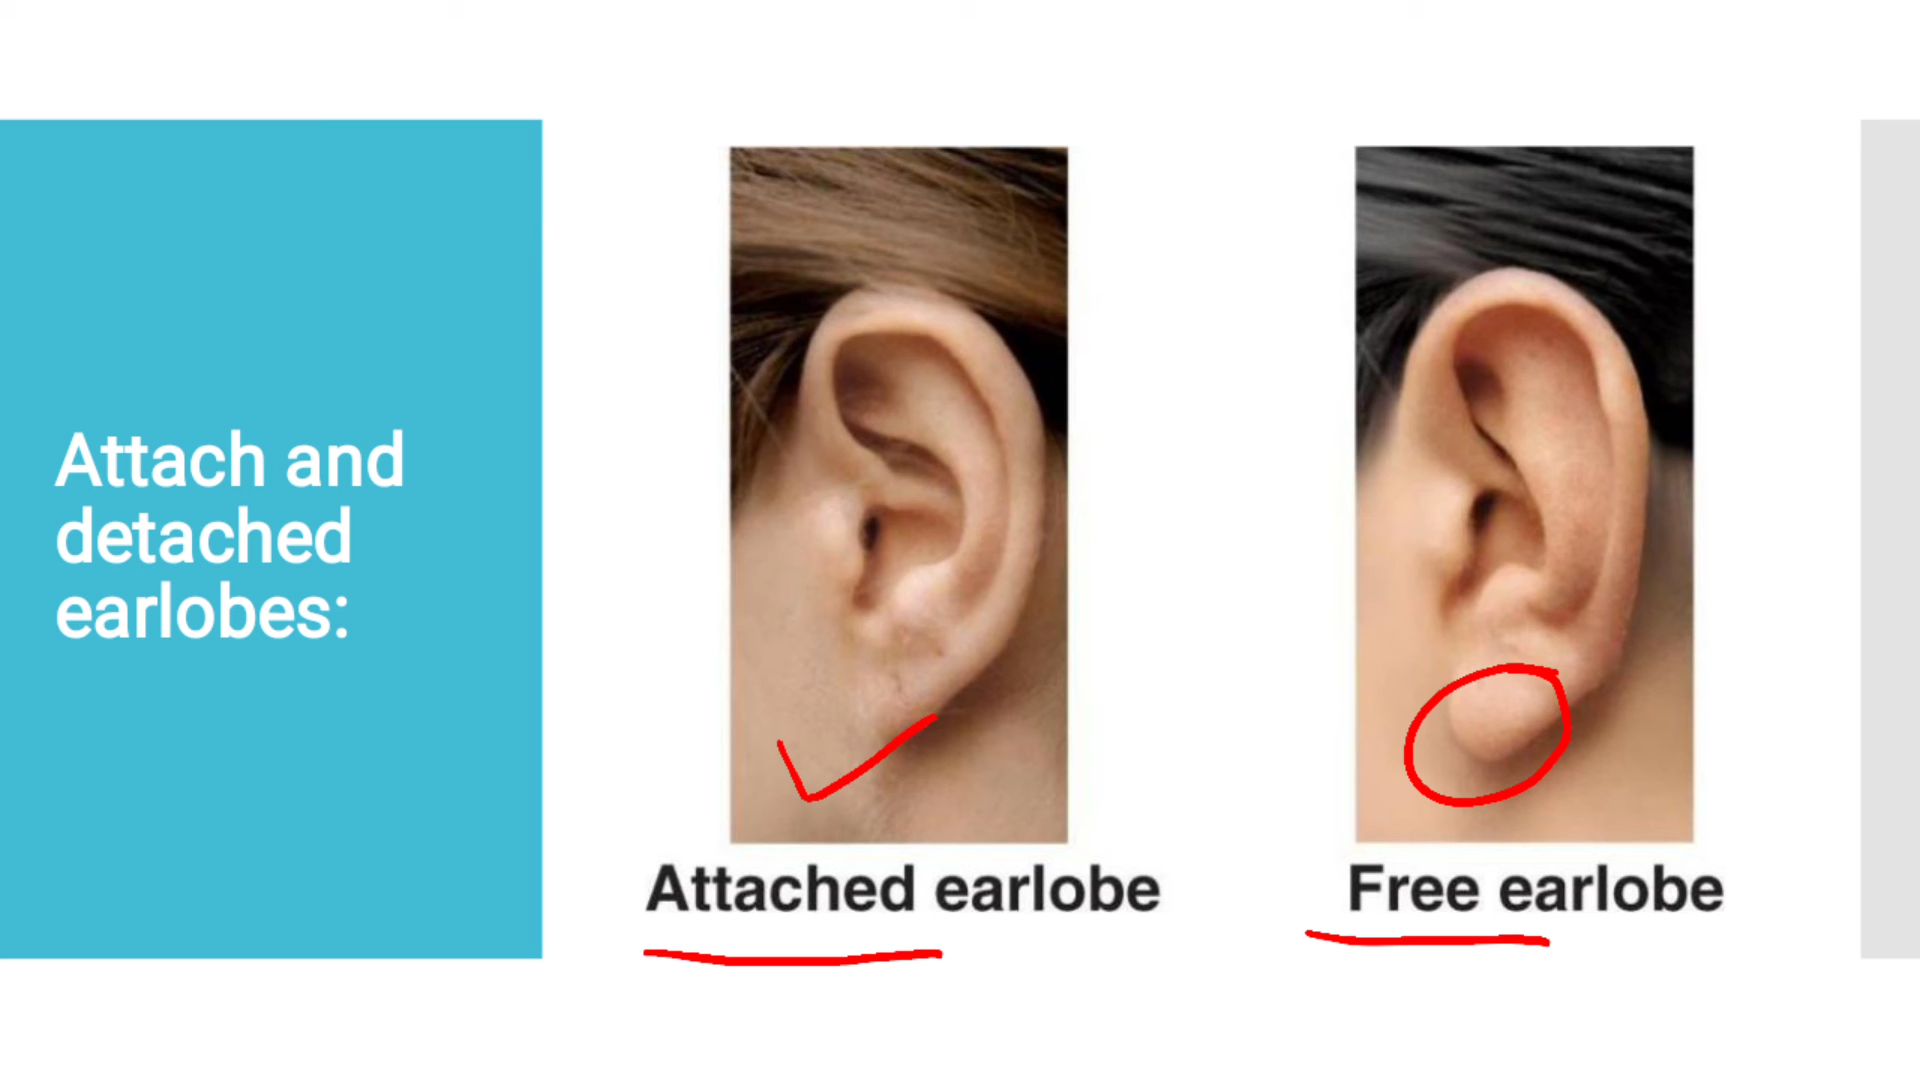 Attach and
detached
earlobes:
Attached earlobe
Free earlobe